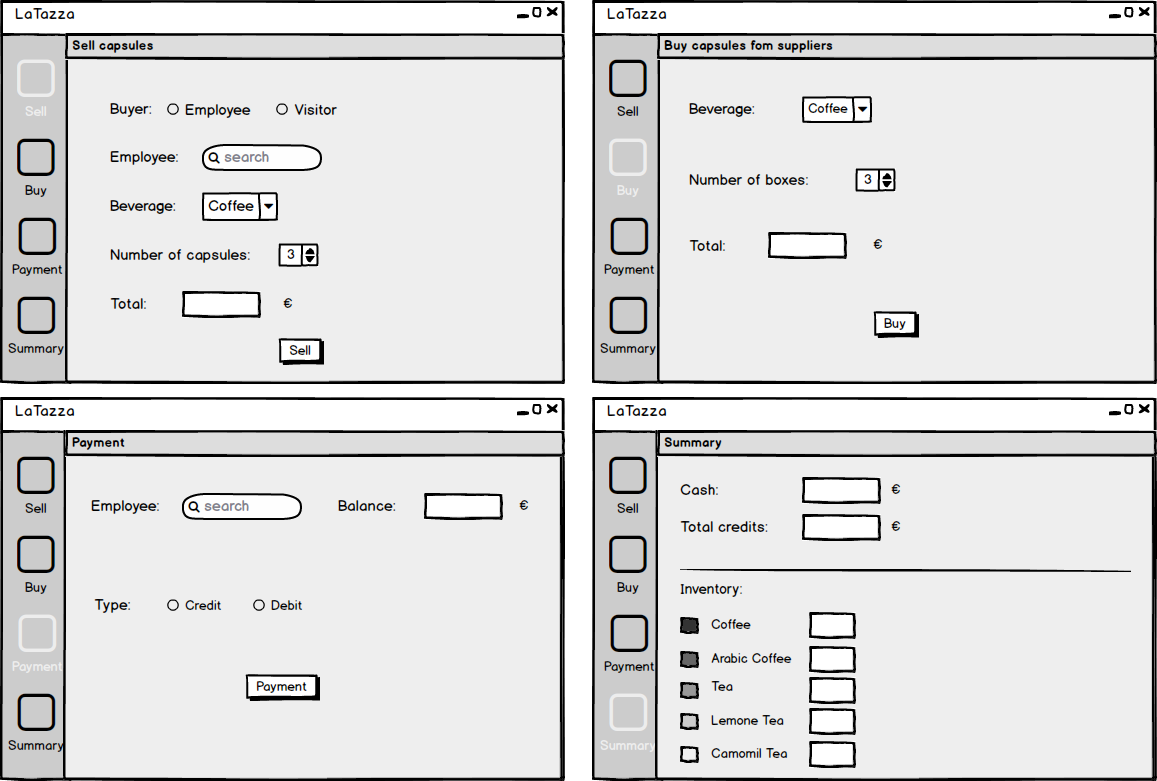 LaTazza
Sell capsules
Sell
Buy
Payment
Summary
Buyer: Employee Visitor
Employee: search
Beverage: Coffee
Number of capsules: 3
Total: €
Sell
LaTazza
Buy capsules fom suppliers
Sell
Buy
Payment
Summary
Beverage: Coffee
Number of boxes: 3
Total: €
Buy
LaTazza
Payment
Sell
Buy
Payment
Summary
Employee: search Balance: €
Type: Credit Debit
Payment
LaTazza
Summary
Sell
Buy
Payment
Summary
Cash: €
Total credits: €
Inventory:
Coffee
Arabic Coffee
Tea
Lemone Tea
Camomil Tea